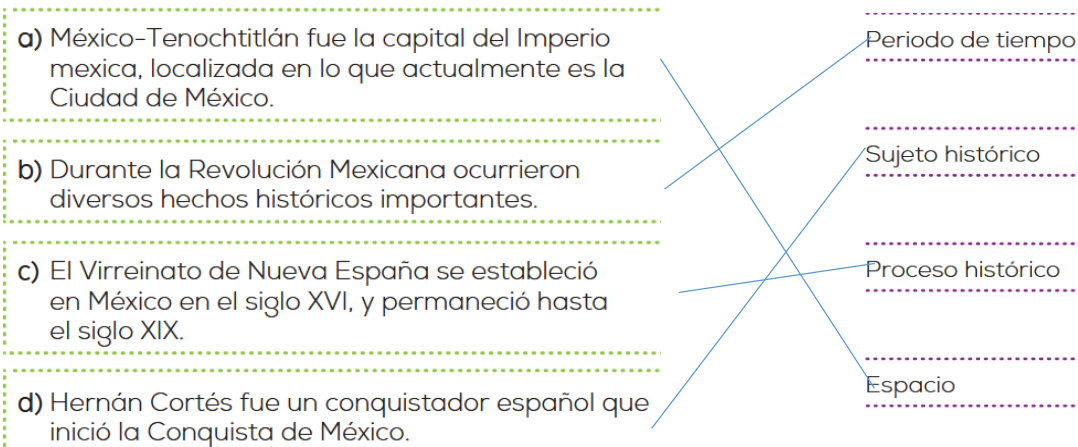 a) México-Tenochtitlán fue la capital del Imperio
mexica, localizada en lo que actualmente es la
Ciudad de México.
b) Durante la Revolución Mexicana ocurrieron
diversos hechos históricos importantes.
c) El Virreinato de Nueva España se estableció
en México en el siglo XVI, y permaneció hasta
el siglo XIX.
d) Hernán Cortés fue un conquistador español que
inició la Conquista de México.
Periodo de tiempo
Sujeto histórico
Proceso histórico
Espacio